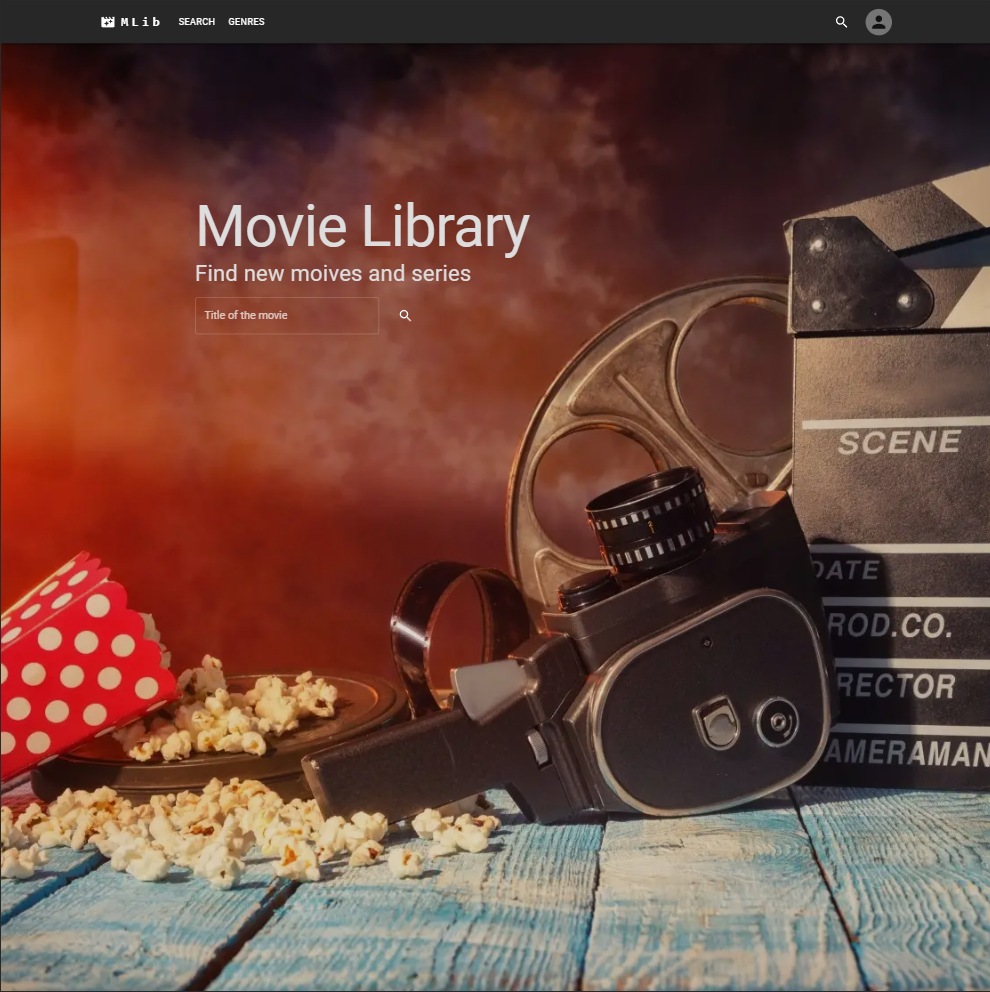 MLib SEARCH GENRES
Movie Library
Find new moives and series
Title of the movie
SCENE
DATE
ROD.CO.
RECTOR
AMERAMAN